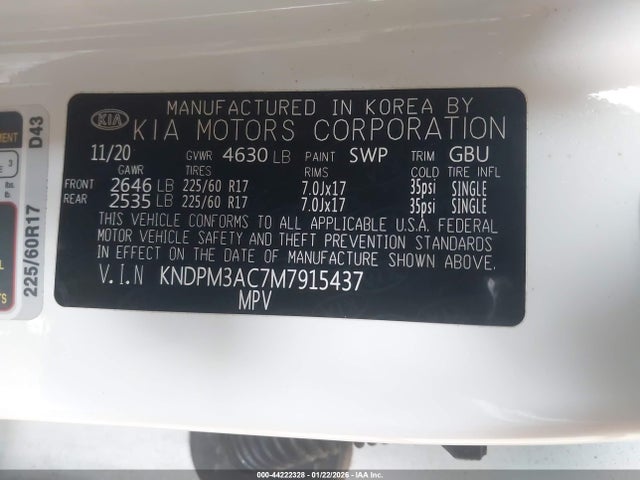 MANUFACTURED IN KOREA BY
KIA KIA MOTORS CORPORATION
11/20 GVWR 4630 LB PAINT SWP TRIM GBU
GAWR TIRES RIMS COLD TIRE INFL
FRONT 2646 LB 225/60 R17 7.0Jx17 35psi SINGLE
REAR 2535 LB 225/60 R17 7.0Jx17 35psi SINGLE
THIS VEHICLE CONFORMS TO ALL APPLICABLE U.S.A. FEDERAL
MOTOR VEHICLE SAFETY AND THEFT PREVENTION STANDARDS
IN EFFECT ON THE DATE OF MANUFACTURE SHOWN ABOVE.
V.I.N KNDPM3AC7M7915437
MPV
D43
225/60R17
000-44222328 | 01/22/2026 | IAA Inc.